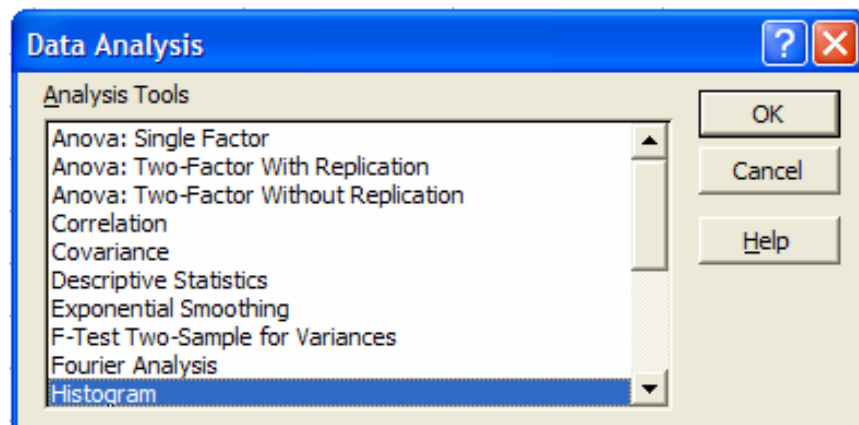 Data Analysis
Analysis Tools
OK
Anova: Single Factor
Anova: Two-Factor With Replication
Cancel
Anova: Two-Factor Without Replication
Correlation
Help
Covariance
Descriptive Statistics
Exponential Smoothing
F-Test Two-Sample for Variances
Fourier Analysis
Histogram